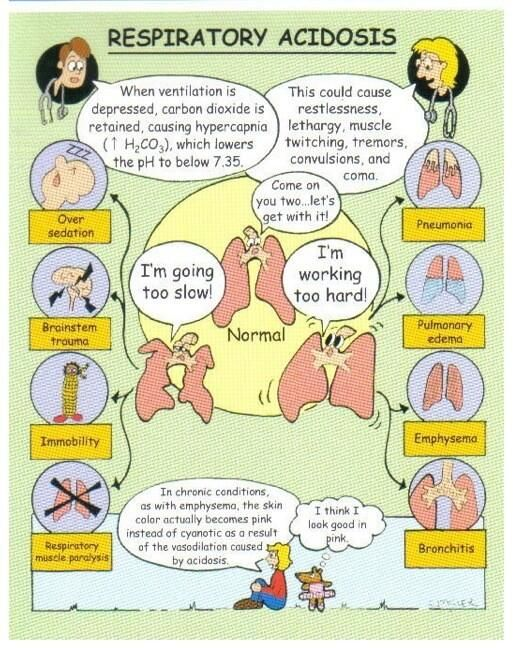 RESPIRATORY ACIDOSIS
When ventilation is
depressed, carbon dioxide is
retained, causing hypercapnia
(↑ H₂CO₃), which lowers
the pH to below 7.35.
This could cause
restlessness,
lethargy, muscle
twitching, tremors,
convulsions, and
coma.
ZZZ
Over
sedation
Brainstem
trauma
Immobility
Respiratory
muscle paralysis
Come on
you two...let's
get with it!
I'm going
too slow!
I'm
working
too hard!
Normal
Pneumonia
Pulmonary
edema
Emphysema
Bronchitis
In chronic conditions,
as with emphysema, the skin
color actually becomes pink
instead of cyanotic as a result
of the vasodilation caused
by acidosis.
I think I
look good in
pink.